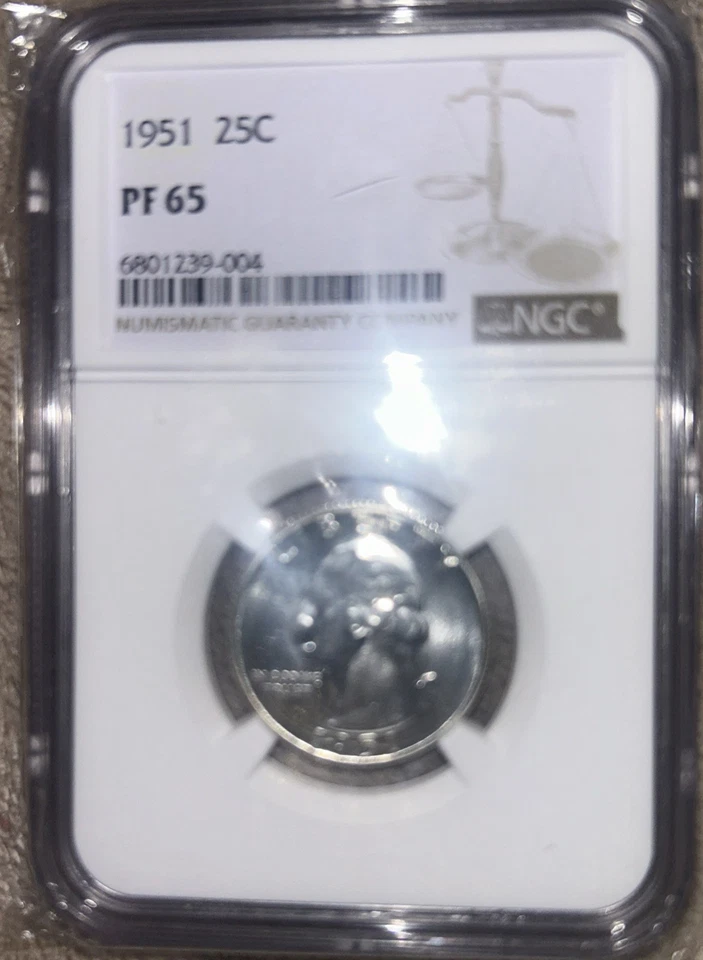 1951 25C
PF 65
6801239-004
NUMISMATIC GUARANTY COMPANY
NGC®
IN GOD WE
TRUST